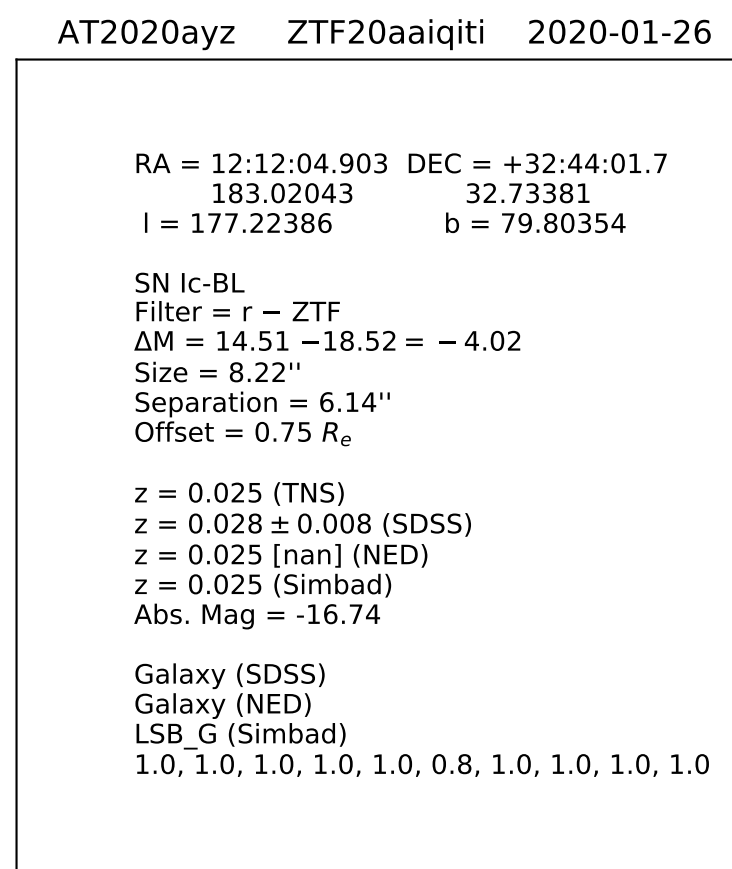 AT2020ayz ZTF20aaiqiti 2020-01-26
RA = 12:12:04.903 DEC = +32:44:01.7
183.02043 32.73381
l = 177.22386 b = 79.80354
SN Ic-BL
Filter = r − ZTF
ΔM = 14.51 −18.52 = − 4.02
Size = 8.22''
Separation = 6.14''
Offset = 0.75 Rₑ
z = 0.025 (TNS)
z = 0.028 ± 0.008 (SDSS)
z = 0.025 [nan] (NED)
z = 0.025 (Simbad)
Abs. Mag = -16.74
Galaxy (SDSS)
Galaxy (NED)
LSB_G (Simbad)
1.0, 1.0, 1.0, 1.0, 1.0, 0.8, 1.0, 1.0, 1.0, 1.0